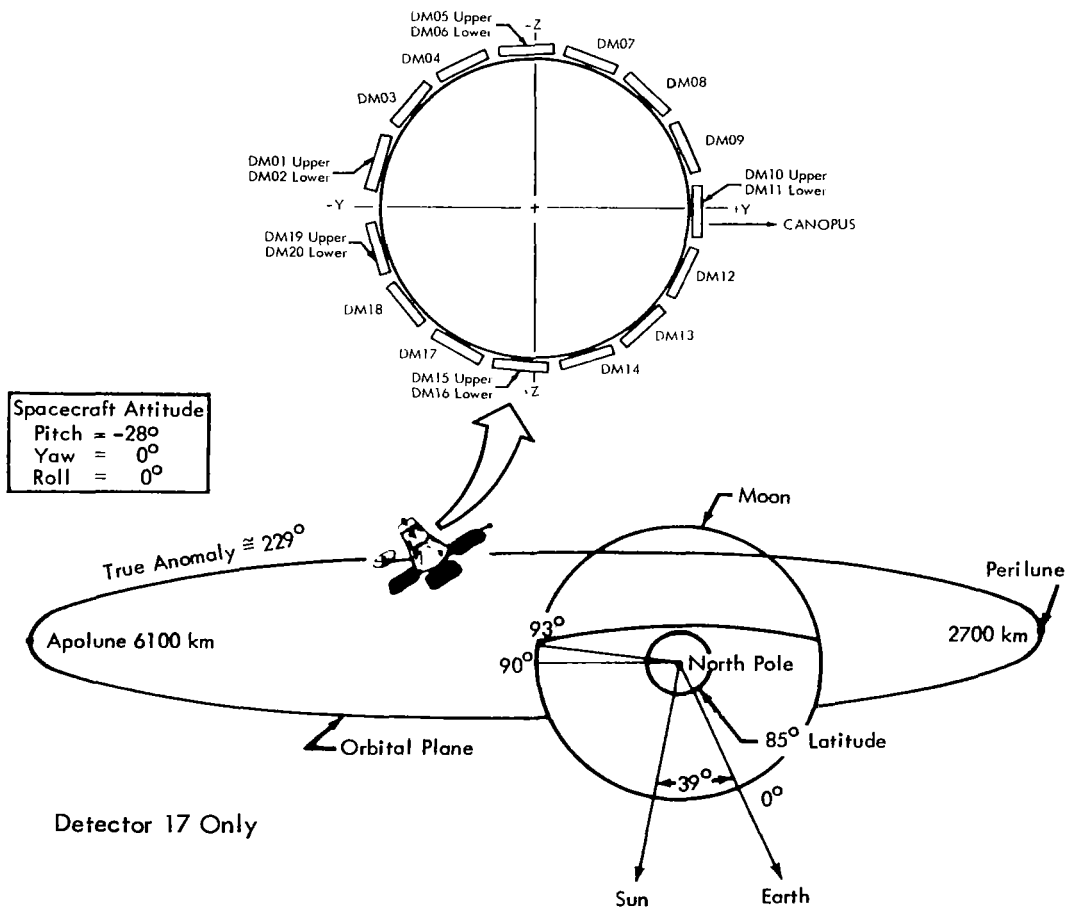 DM05 Upper
DM06 Lower
-Z
DM04
DM07
DM03
DM08
DM09
DM01 Upper
DM02 Lower
DM10 Upper
DM11 Lower
-Y
+
+Y
CANOPUS
DM19 Upper
DM20 Lower
DM12
DM18
DM13
DM17
DM14
DM15 Upper
DM16 Lower
+Z
Spacecraft Attitude
Pitch = -28°
Yaw = 0°
Roll = 0°
Moon
True Anomaly ≅ 229°
Perilune
Apolune 6100 km
93°
2700 km
90°
North Pole
Orbital Plane
85° Latitude
39°
0°
Detector 17 Only
Sun
Earth